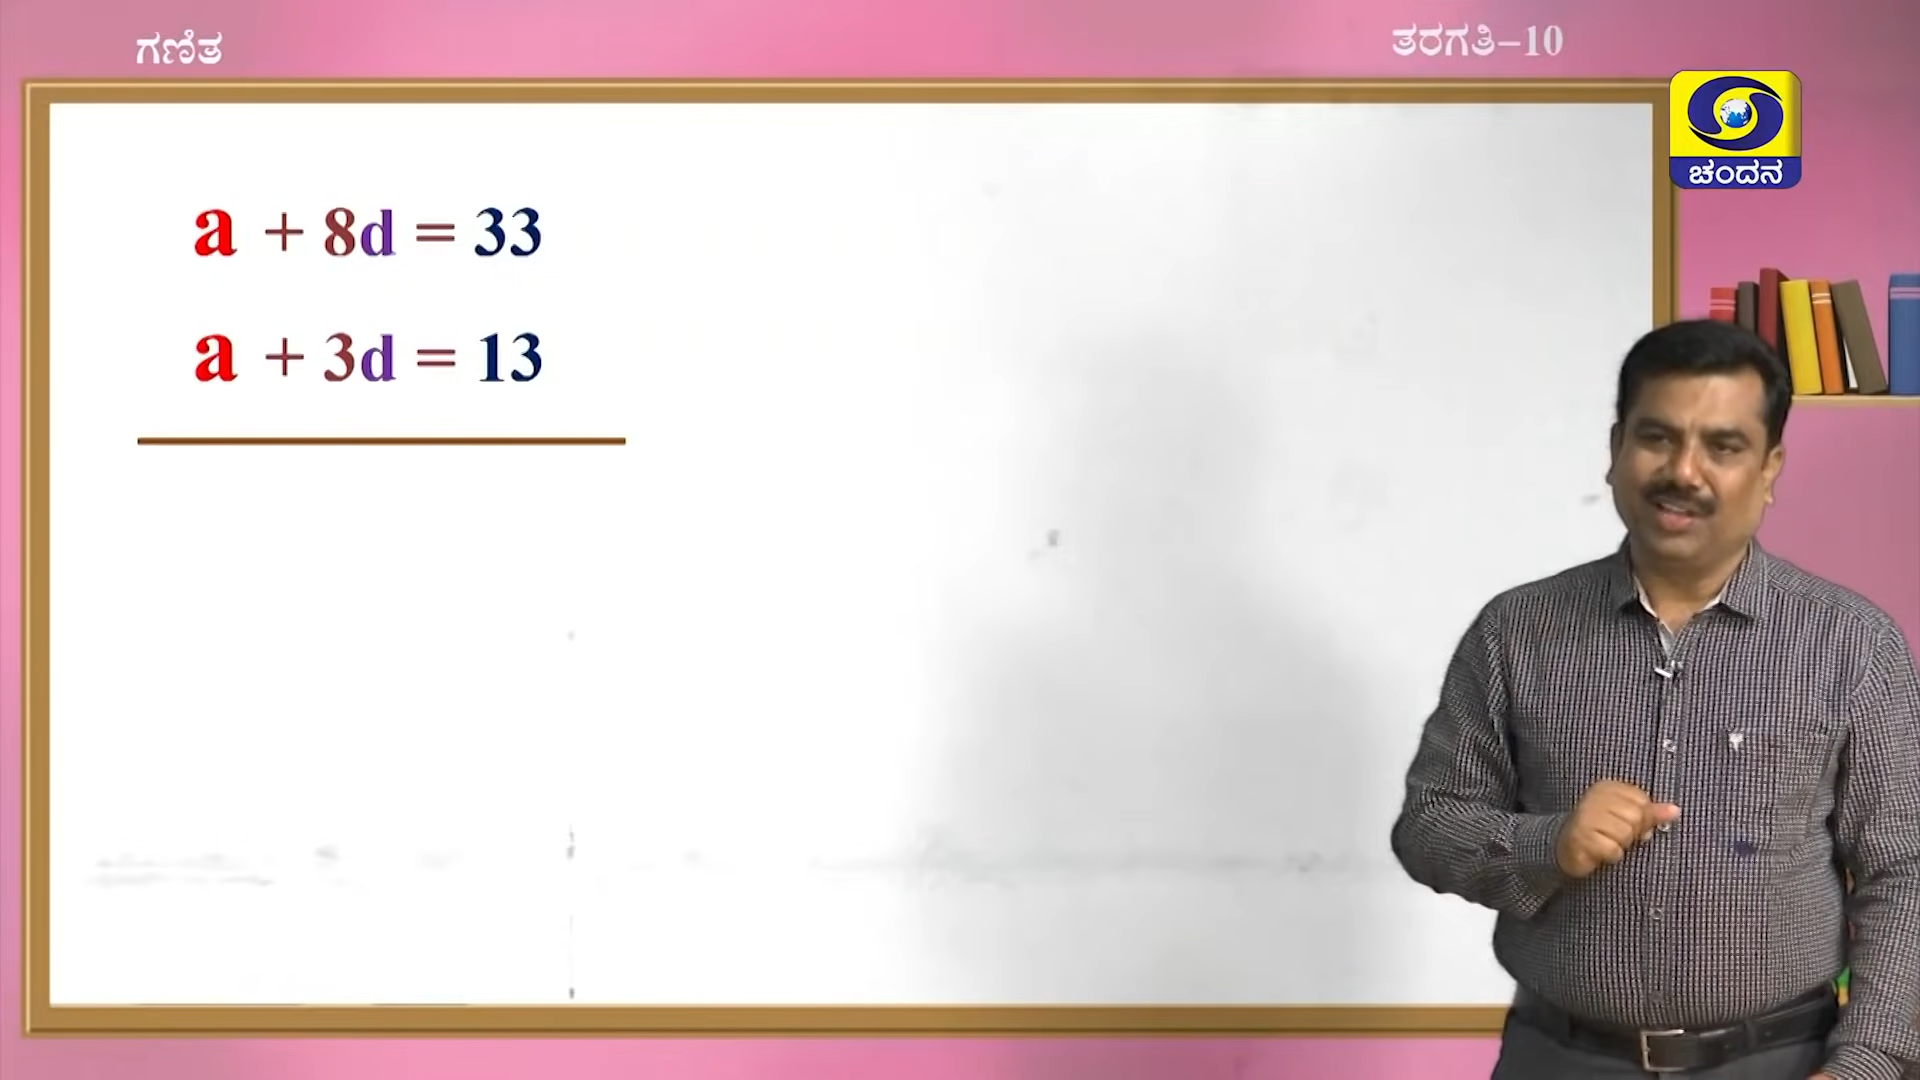 ಗಣಿತ
ತರಗತಿ–10
ಚಂದನ
a + 8d = 33
a + 3d = 13